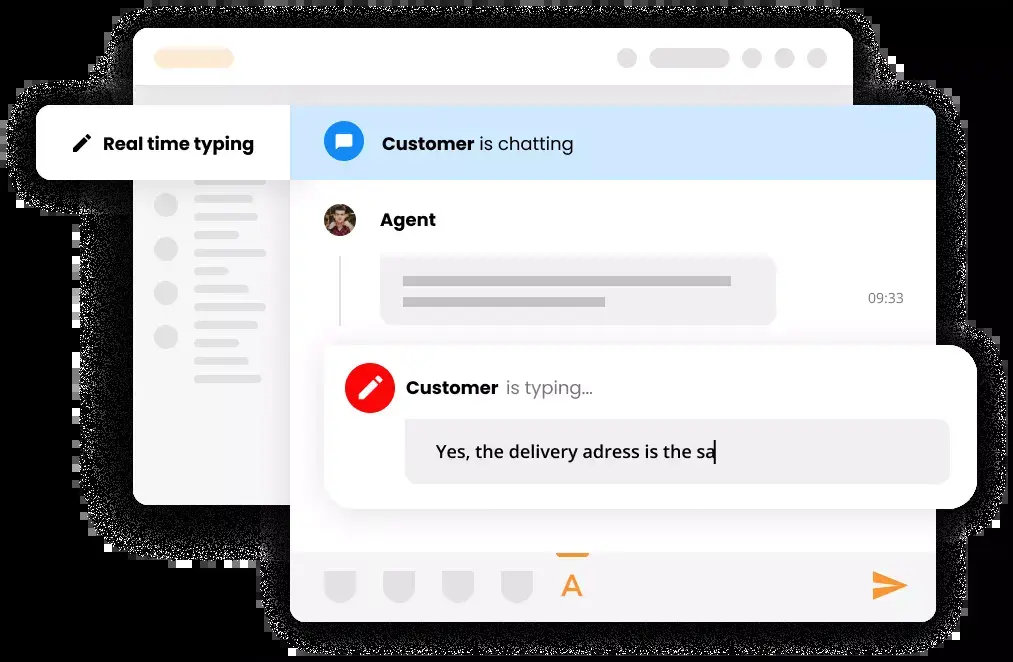 Real time typing
Customer is chatting
Agent
09:33
Customer is typing...
Yes, the delivery adress is the sa
A